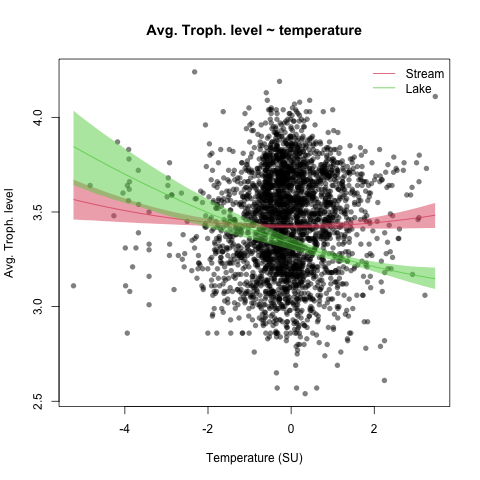 Avg. Troph. level ~ temperature
Stream
Lake
4.0
3.5
3.0
2.5
Avg. Troph. level
-4
-2
0
2
Temperature (SU)